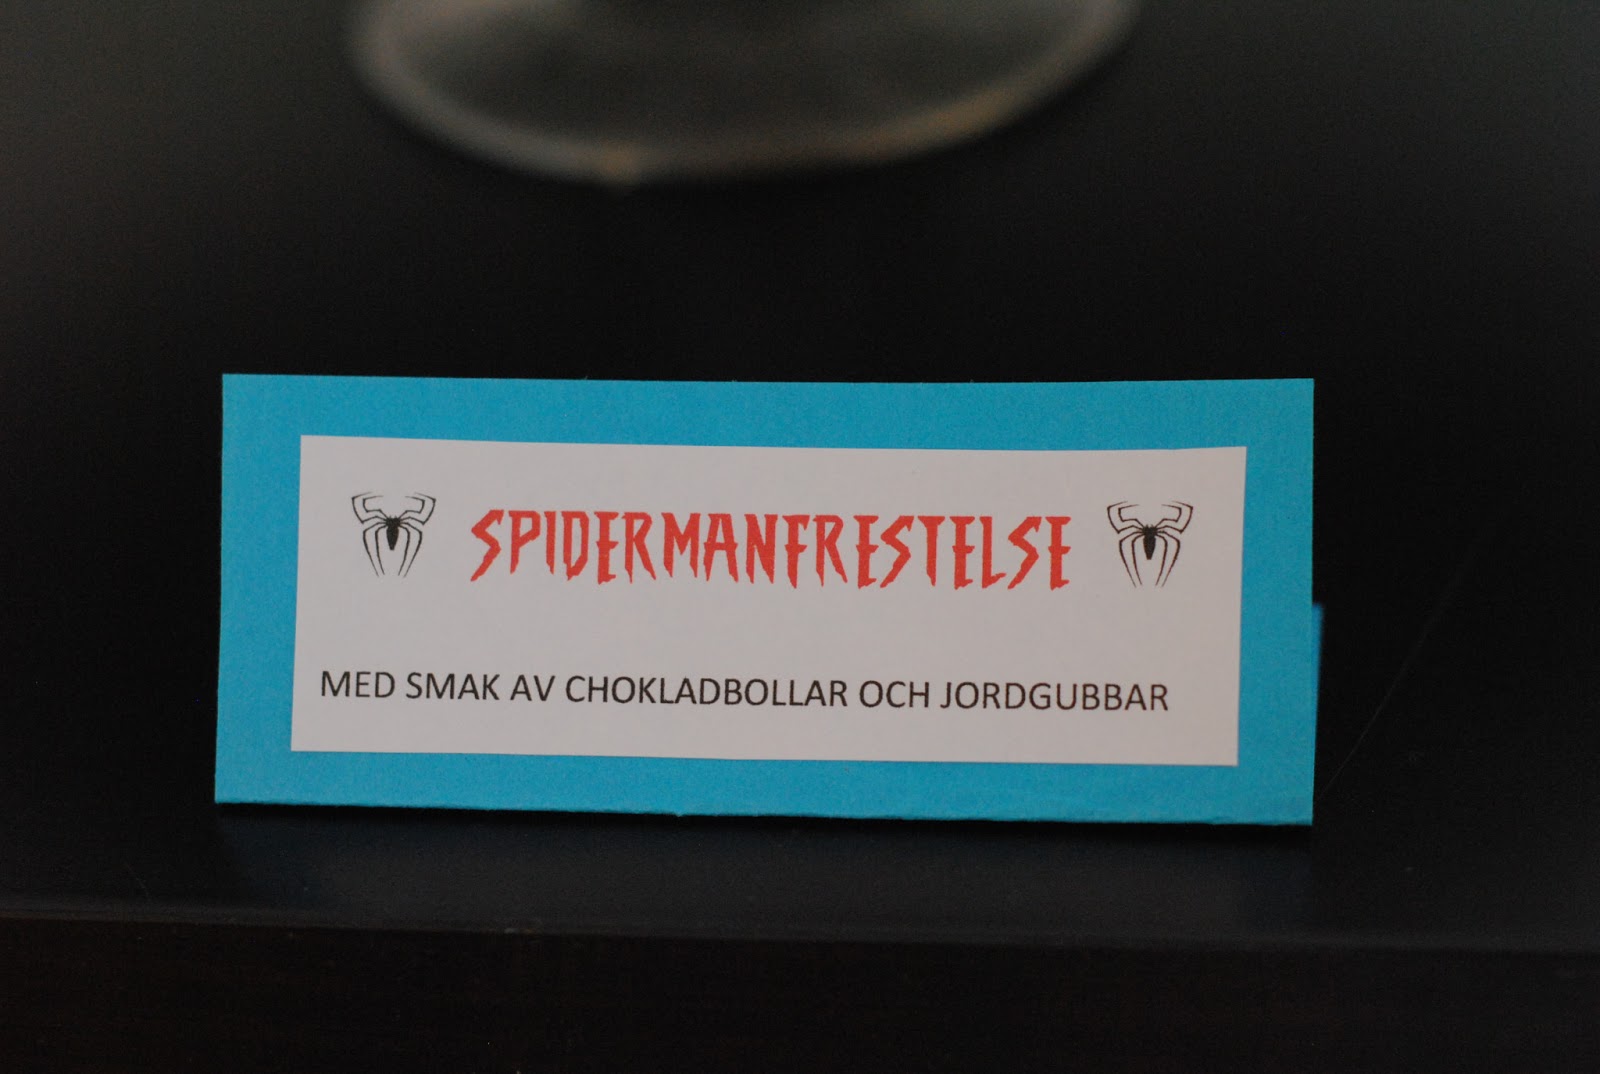 SPIDERMANFRESTELSE
MED SMAK AV CHOKLADBOLLAR OCH JORDGUBBAR